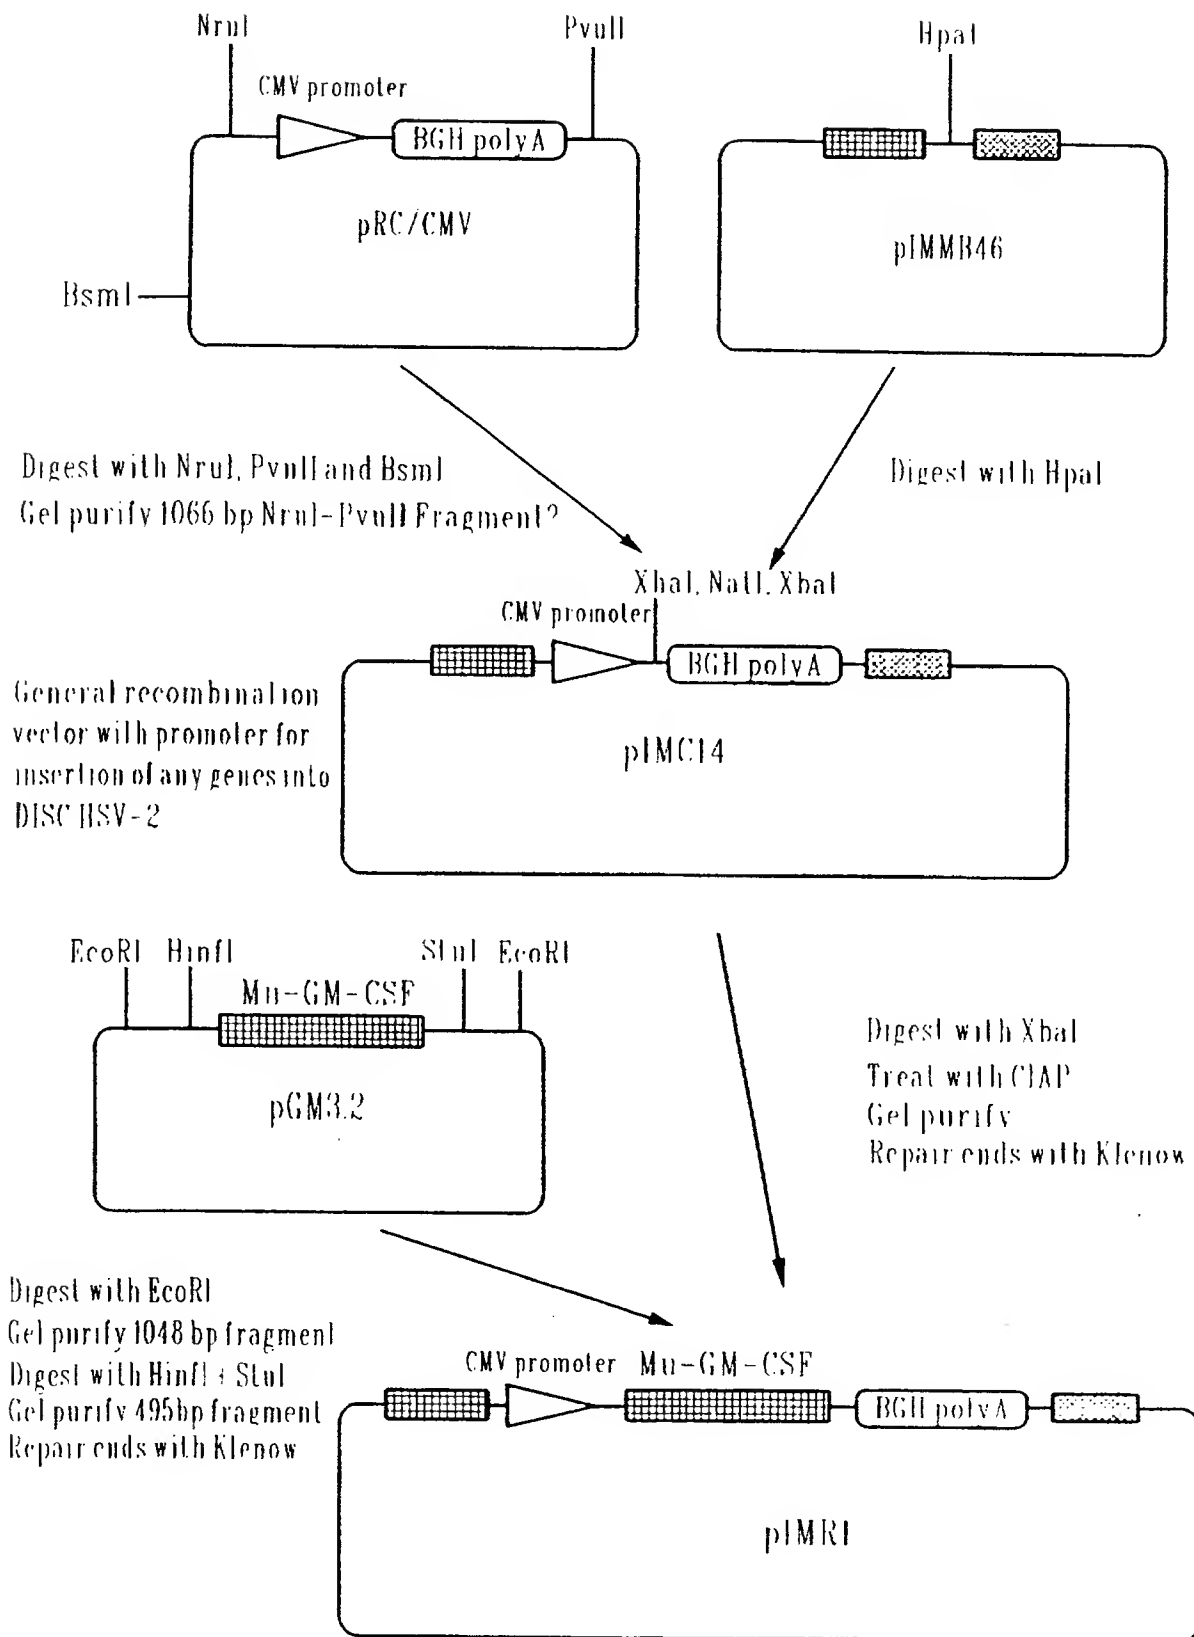 NruI
PvuII
HpaI
CMV promoter
BGH polyA
pRC/CMV
pIMMB46
BsmI
Digest with NruI, PvuII and BsmI
Gel purify 1066 bp NruI-PvuII Fragment?
Digest with HpaI
XbaI, NatI, XbaI
CMV promoter
BGH polyA
General recombination
vector with promoter for
insertion of any genes into
DISC HSV-2
pIMC14
EcoRI HinfI
StuI EcoRI
Mu-GM-CSF
pGM3.2
Digest with XbaI
Treat with CIAP
Gel purify
Repair ends with Klenow
Digest with EcoRI
Gel purify 1048 bp fragment
Digest with HinfI + StuI
Gel purify 495bp fragment
Repair ends with Klenow
CMV promoter
Mu-GM-CSF
BGH polyA
pIMR1